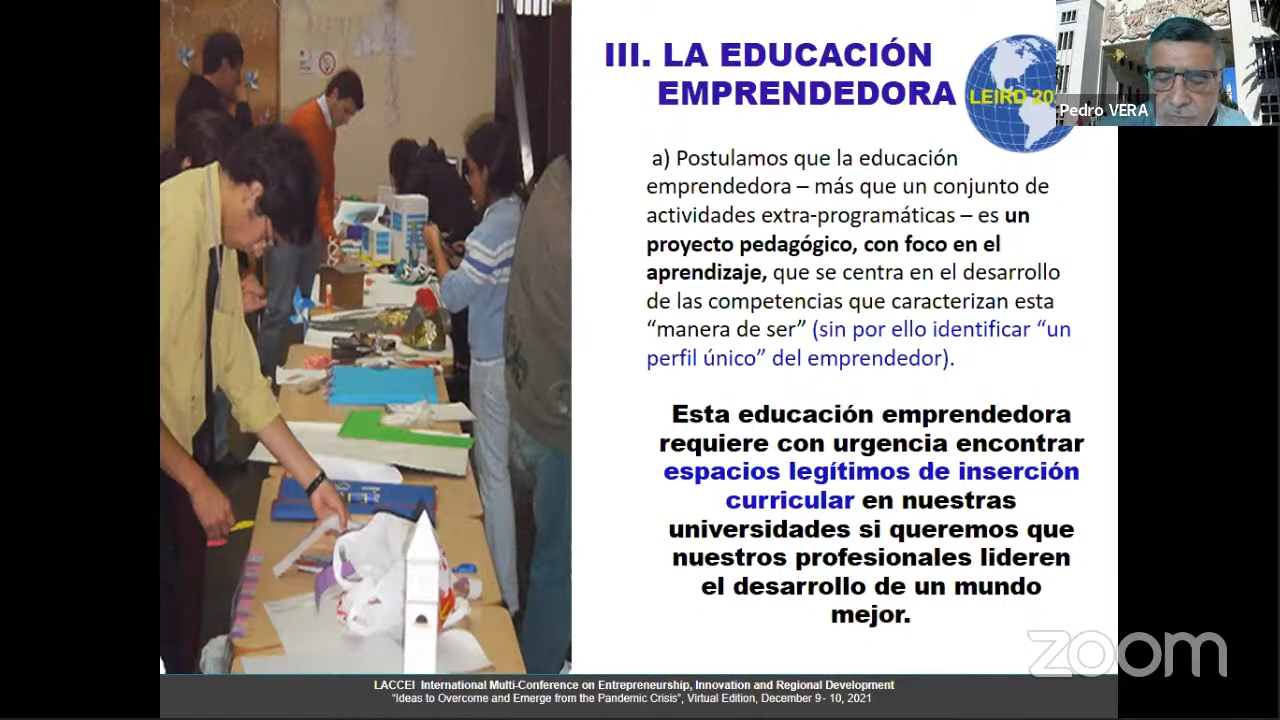 III. LA EDUCACIÓN
EMPRENDEDORA
LEIRD 20
Pedro VERA
a) Postulamos que la educación
emprendedora – más que un conjunto de
actividades extra-programáticas – es un
proyecto pedagógico, con foco en el
aprendizaje, que se centra en el desarrollo
de las competencias que caracterizan esta
“manera de ser” (sin por ello identificar “un
perfil único” del emprendedor).
Esta educación emprendedora
requiere con urgencia encontrar
espacios legítimos de inserción
curricular en nuestras
universidades si queremos que
nuestros profesionales lideren
el desarrollo de un mundo
mejor.
zoom
LACCEI International Multi-Conference on Entrepreneurship, Innovation and Regional Development
“Ideas to Overcome and Emerge from the Pandemic Crisis”, Virtual Edition, December 9- 10, 2021